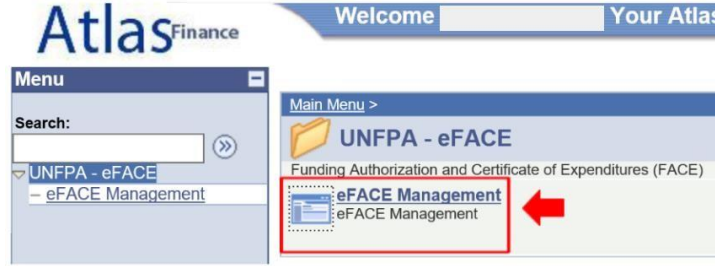 Atlas Finance
Welcome Your Atlas
Menu
Search:
UNFPA - eFACE
– eFACE Management
Main Menu >
UNFPA - eFACE
Funding Authorization and Certificate of Expenditures (FACE)
eFACE Management
eFACE Management